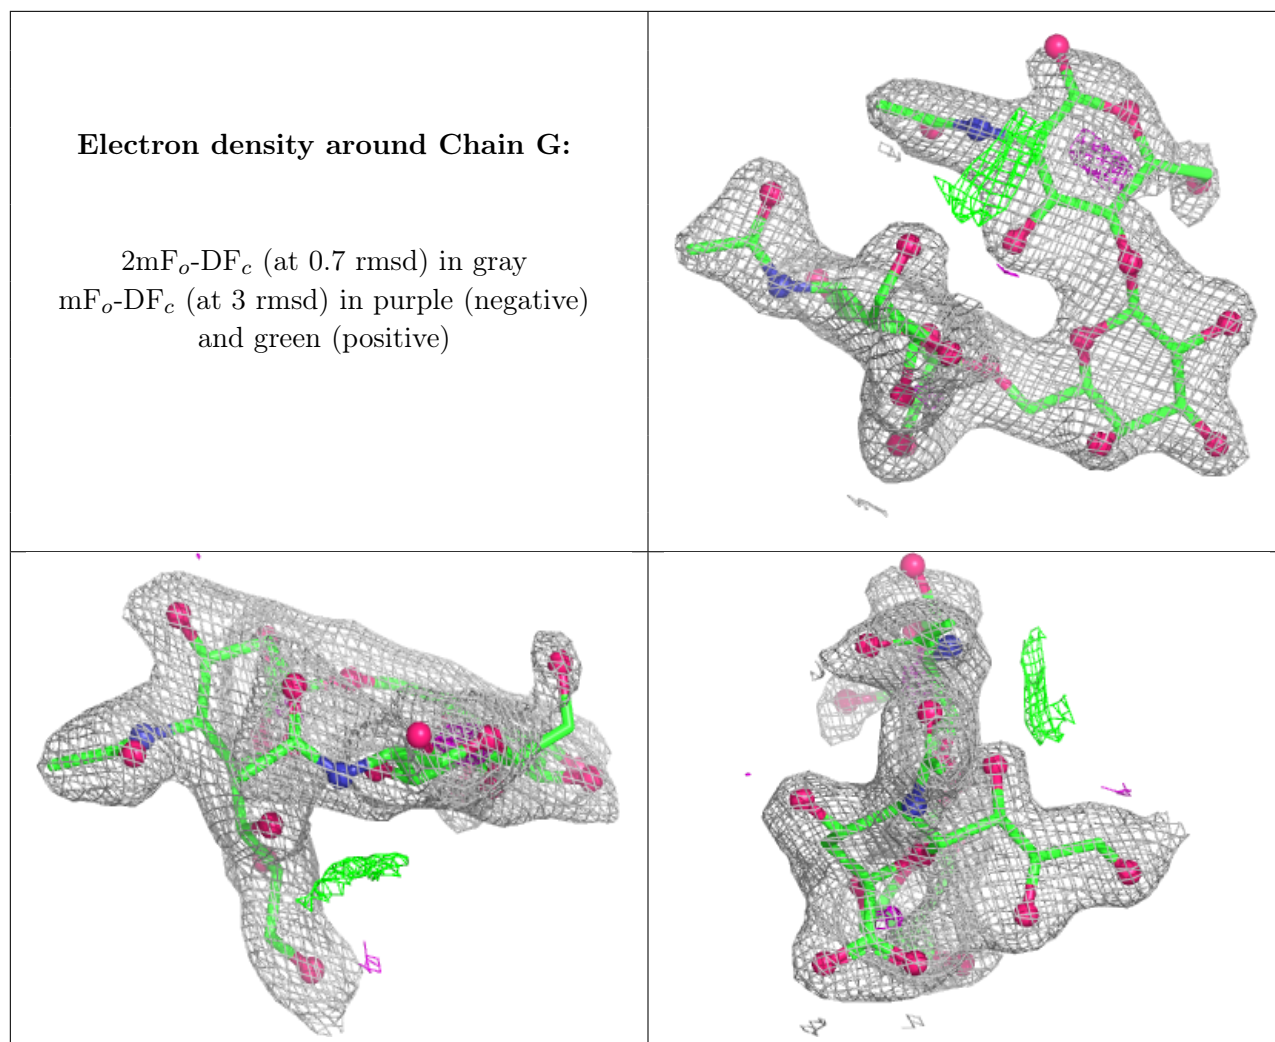 Electron density around Chain G:
2mFo-DFc (at 0.7 rmsd) in gray
mFo-DFc (at 3 rmsd) in purple (negative)
and green (positive)